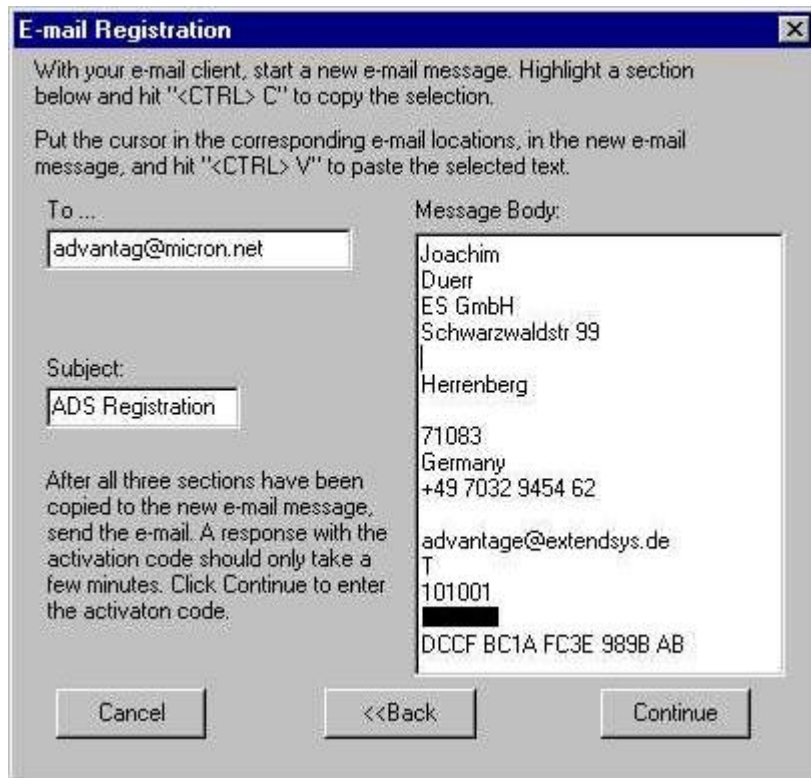 E-mail Registration
With your e-mail client, start a new e-mail message. Highlight a section
below and hit "<CTRL> C" to copy the selection.
Put the cursor in the corresponding e-mail locations, in the new e-mail
message, and hit "<CTRL> V" to paste the selected text.
To ...
advantag@micron.net
Subject:
ADS Registration
After all three sections have been
copied to the new e-mail message,
send the e-mail. A response with the
activation code should only take a
few minutes. Click Continue to enter
the activaton code.
Message Body:
Joachim
Duerr
ES GmbH
Schwarzwaldstr 99
Herrenberg
71083
Germany
+49 7032 9454 62
advantage@extendsys.de
T
101001
DCCF BC1A FC3E 989B AB
Cancel
<<Back
Continue